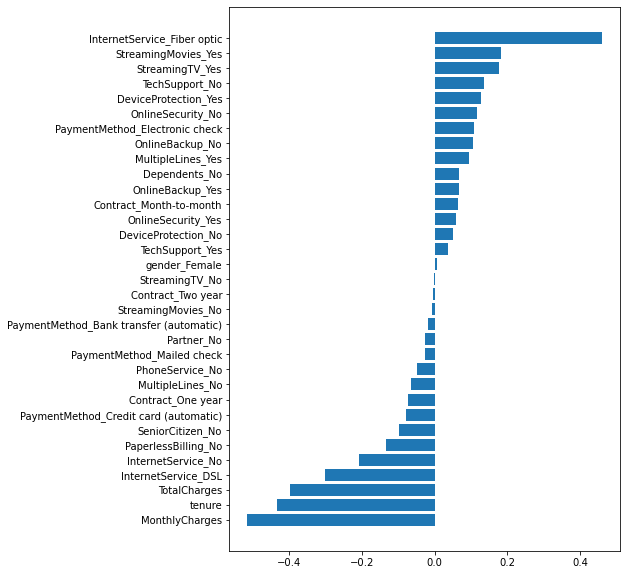 InternetService_Fiber optic
StreamingMovies_Yes
StreamingTV_Yes
TechSupport_No
DeviceProtection_Yes
OnlineSecurity_No
PaymentMethod_Electronic check
OnlineBackup_No
MultipleLines_Yes
Dependents_No
OnlineBackup_Yes
Contract_Month-to-month
OnlineSecurity_Yes
DeviceProtection_No
TechSupport_Yes
gender_Female
StreamingTV_No
Contract_Two year
StreamingMovies_No
PaymentMethod_Bank transfer (automatic)
Partner_No
PaymentMethod_Mailed check
PhoneService_No
MultipleLines_No
Contract_One year
PaymentMethod_Credit card (automatic)
SeniorCitizen_No
PaperlessBilling_No
InternetService_No
InternetService_DSL
TotalCharges
tenure
MonthlyCharges
−0.4 −0.2 0.0 0.2 0.4